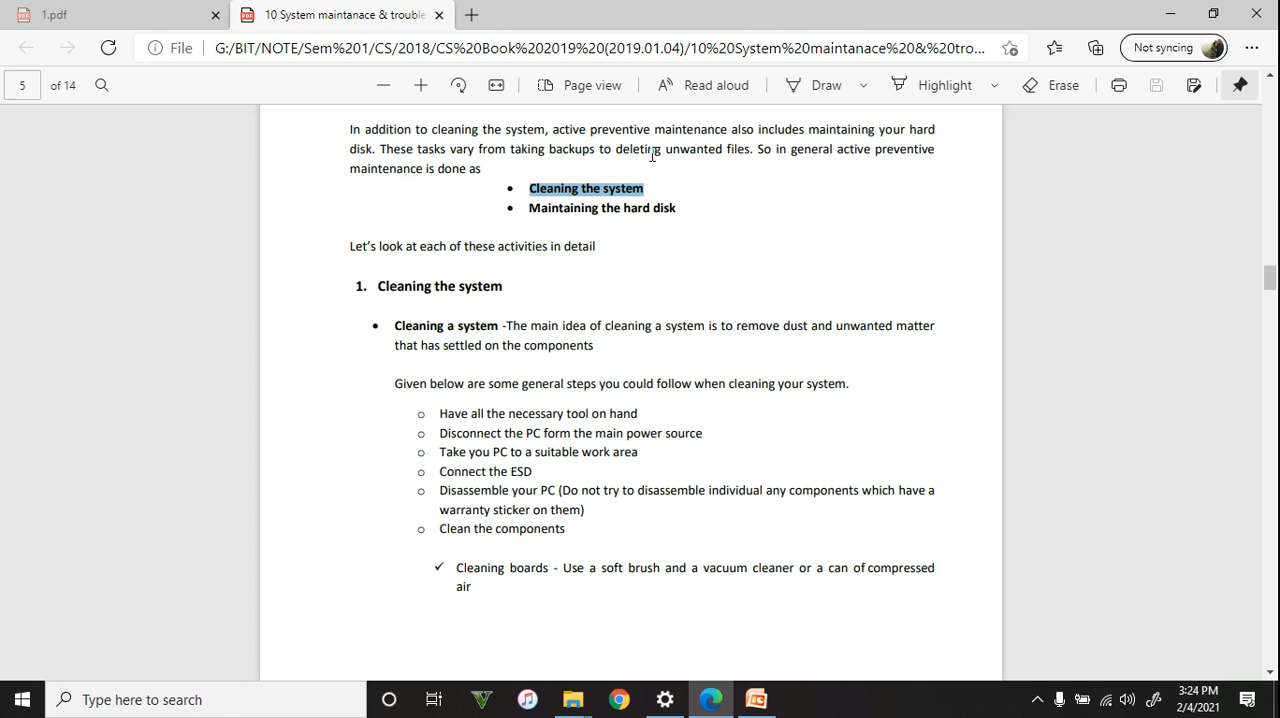 1.pdf
10 System maintanace & trouble
File
G:/BIT/NOTE/Sem%201/CS/2018/CS%20Book%202019%20(2019.01.04)/10%20System%20maintanace%20&%20tro...
Not syncing
5 of 14
Page view
Read aloud
Draw
Highlight
Erase
In addition to cleaning the system, active preventive maintenance also includes maintaining your hard
disk. These tasks vary from taking backups to deleting unwanted files. So in general active preventive
maintenance is done as
• Cleaning the system
• Maintaining the hard disk
Let's look at each of these activities in detail
1. Cleaning the system
• Cleaning a system -The main idea of cleaning a system is to remove dust and unwanted matter
that has settled on the components
Given below are some general steps you could follow when cleaning your system.
o Have all the necessary tool on hand
o Disconnect the PC form the main power source
o Take you PC to a suitable work area
o Connect the ESD
o Disassemble your PC (Do not try to disassemble individual any components which have a
warranty sticker on them)
o Clean the components
✓ Cleaning boards - Use a soft brush and a vacuum cleaner or a can of compressed
air
Type here to search
3:24 PM
2/4/2021